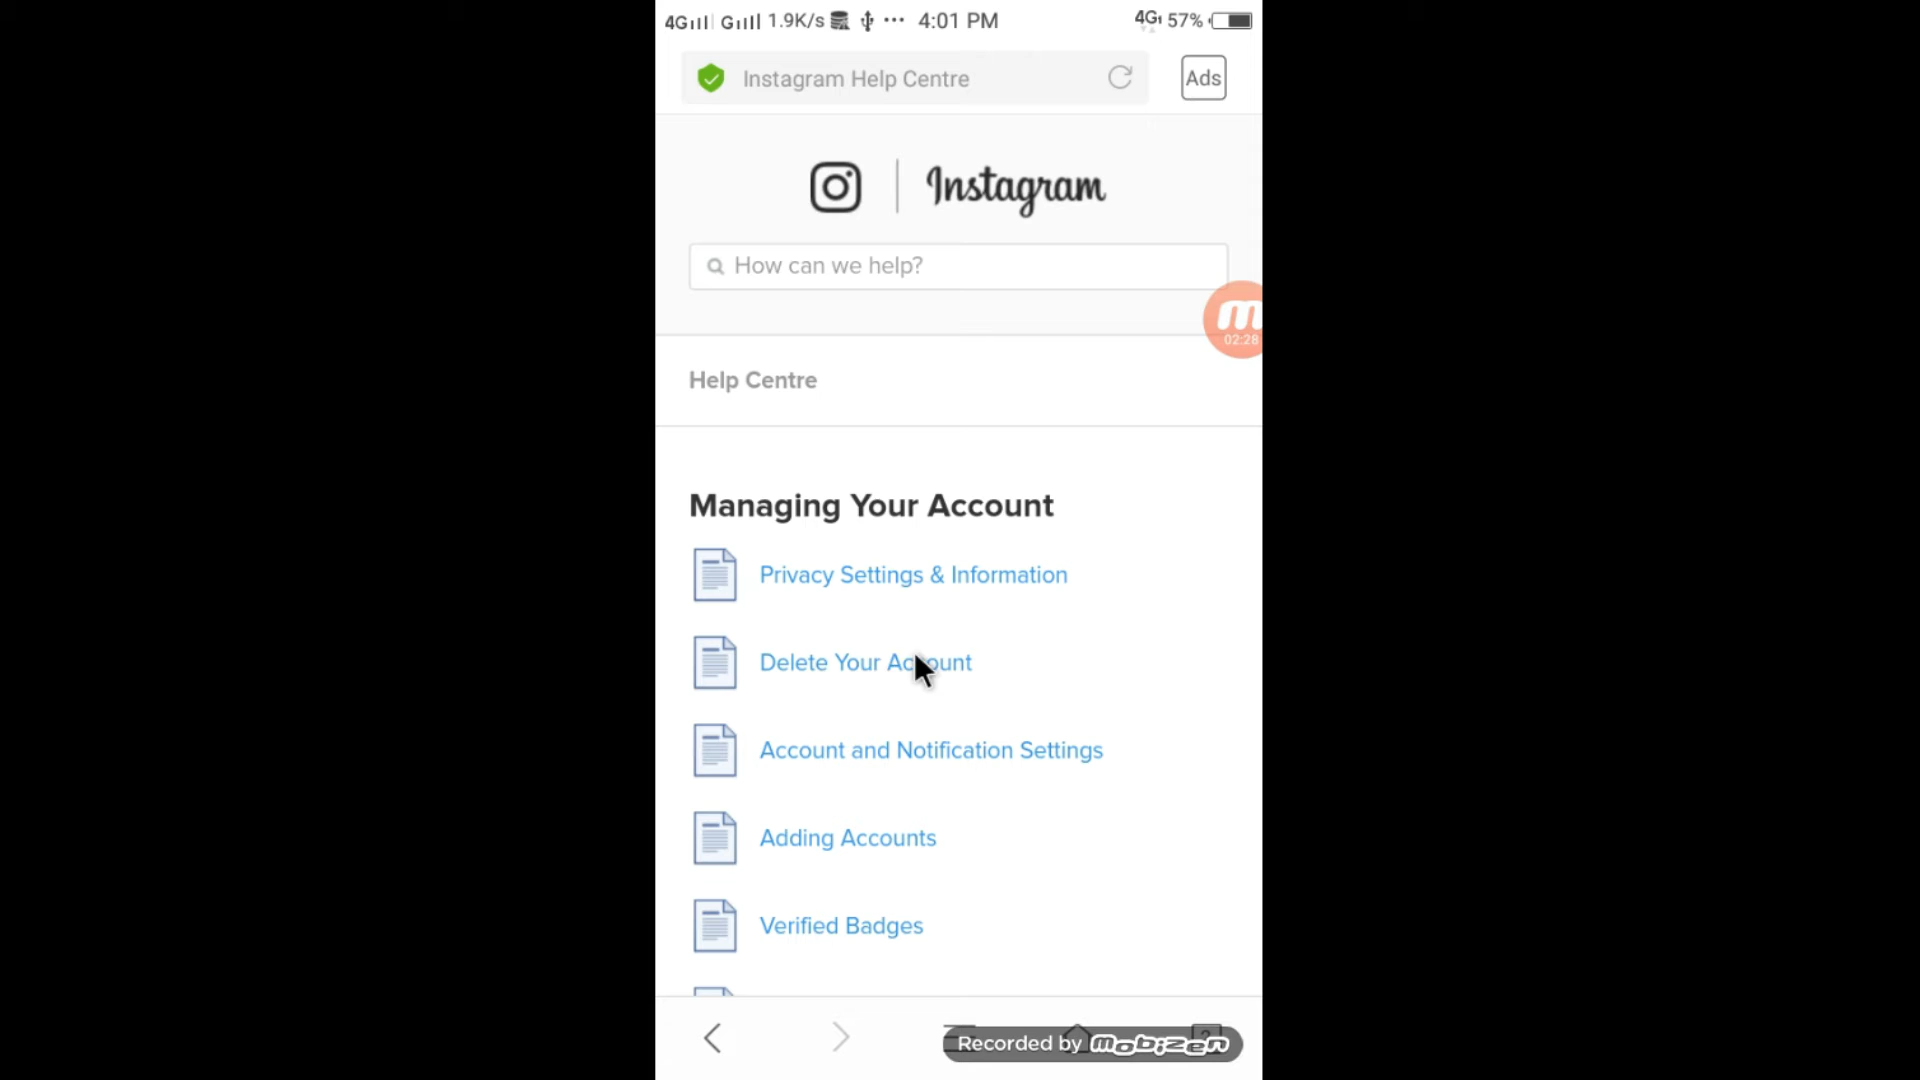 4G G 1.9K/s ··· 4:01 PM 4G 57%
Instagram Help Centre Ads
Instagram
How can we help?
m
02:28
Help Centre
Managing Your Account
Privacy Settings & Information
Delete Your Account
Account and Notification Settings
Adding Accounts
Verified Badges
Recorded by mobizen